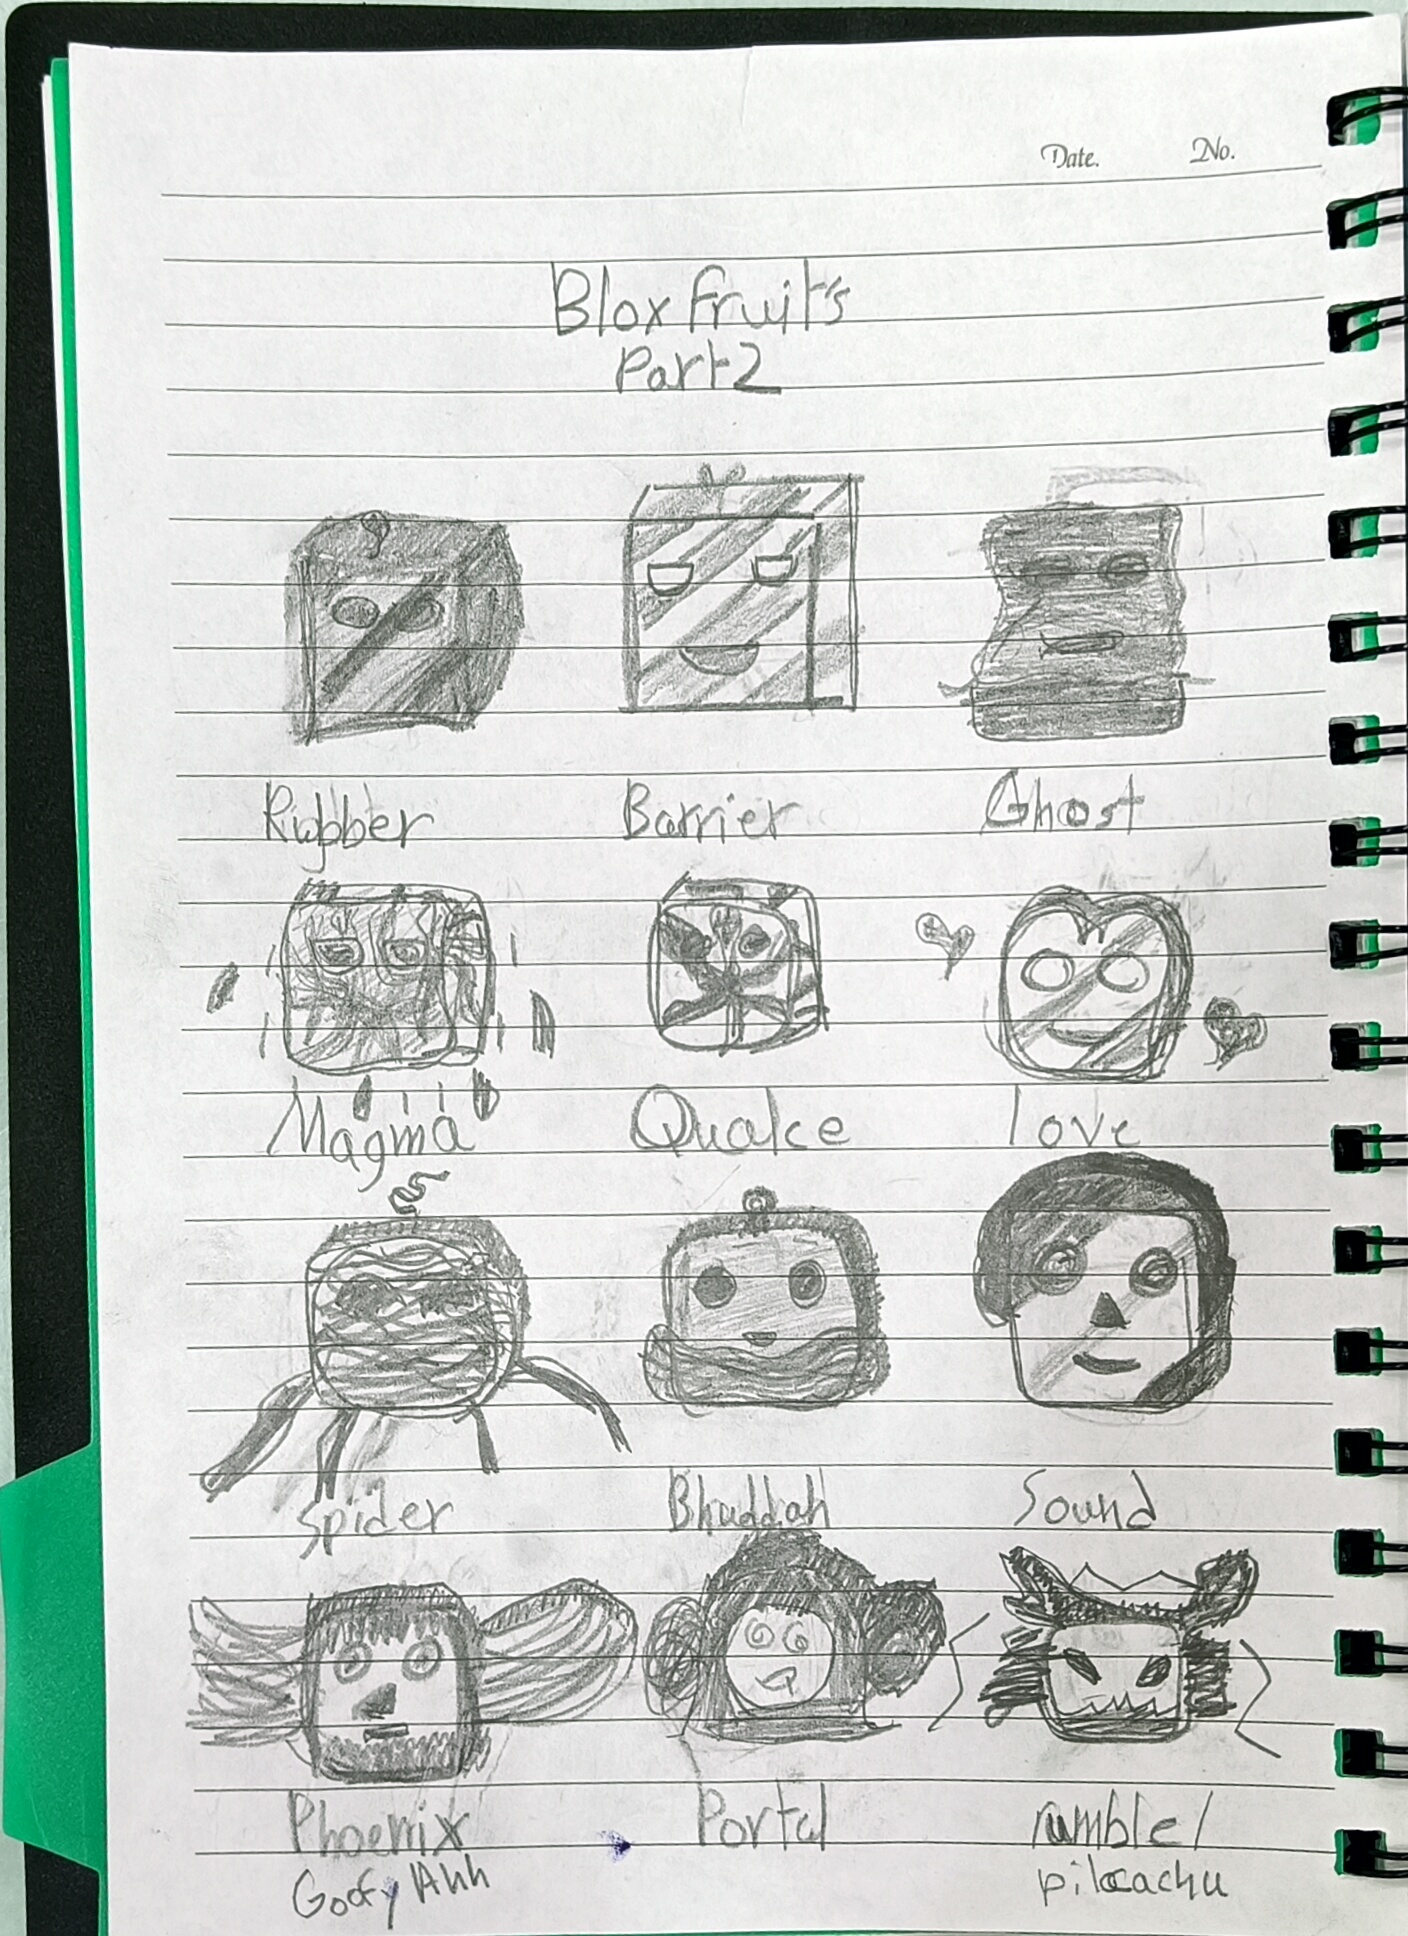 Date. No.
Blox fruit's
Part 2
Rubber Barrier Ghost
Magma Quake love
Spider Bhuddah Sound
Phoenix Portal rumble/
Goofy Ahh pikcachu